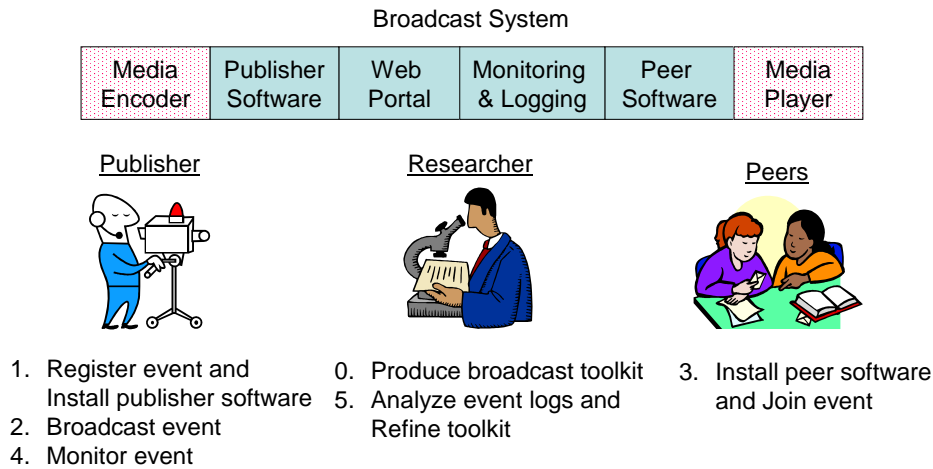 Broadcast System
Media
Encoder
Publisher
Software
Web
Portal
Monitoring
& Logging
Peer
Software
Media
Player
Publisher
Researcher
Peers
1. Register event and
Install publisher software
2. Broadcast event
4. Monitor event
0. Produce broadcast toolkit
5. Analyze event logs and
Refine toolkit
3. Install peer software
and Join event